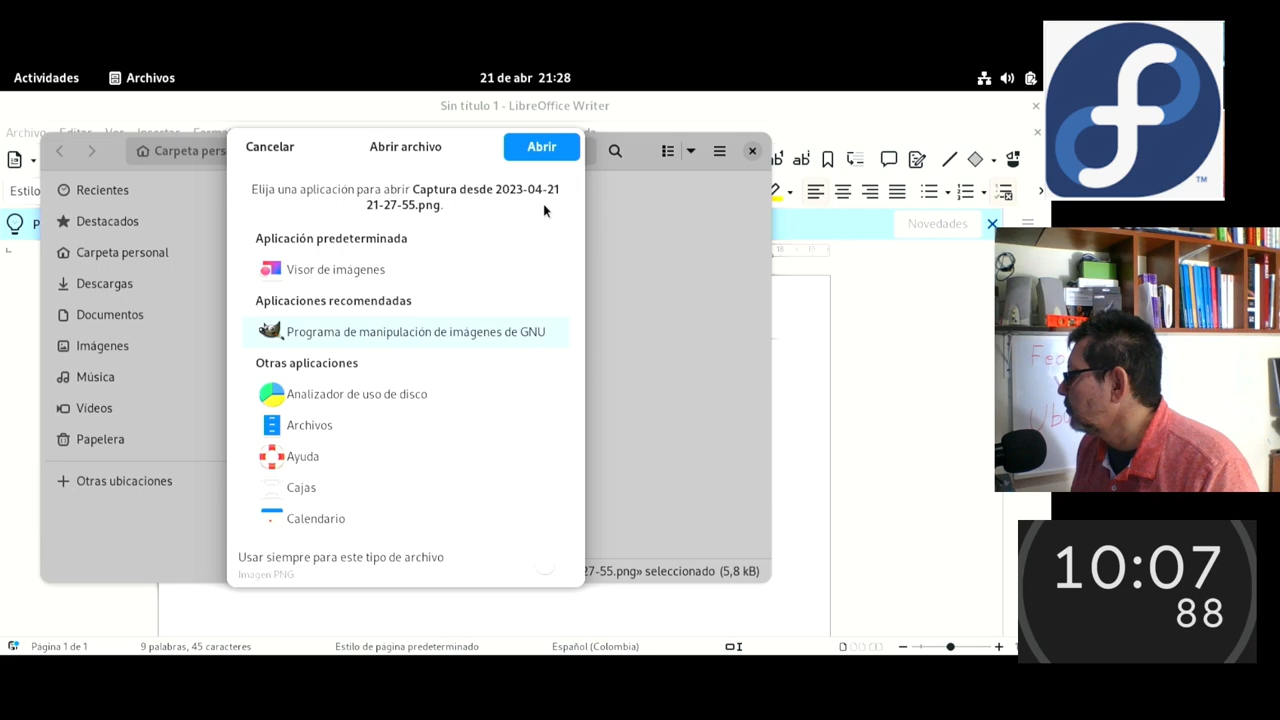 Actividades
Archivos
21 de abr 21:28
Sin título 1 - LibreOffice Writer
Archivo Editar Ver Insertar
Carpeta pers
Estilo
Novedades
Cancelar
Abrir archivo
Abrir
Elija una aplicación para abrir Captura desde 2023-04-21
21-27-55.png.
Aplicación predeterminada
Visor de imágenes
Aplicaciones recomendadas
Programa de manipulación de imágenes de GNU
Otras aplicaciones
Analizador de uso de disco
Archivos
Ayuda
Cajas
Calendario
Usar siempre para este tipo de archivo
Imagen PNG
Recientes
Destacados
Carpeta personal
Descargas
Documentos
Imágenes
Música
Vídeos
Papelera
Otras ubicaciones
27-55.png» seleccionado (5,8 kB)
Página 1 de 1
9 palabras, 45 caracteres
Estilo de página predeterminado
Español (Colombia)
TM
10:07
88